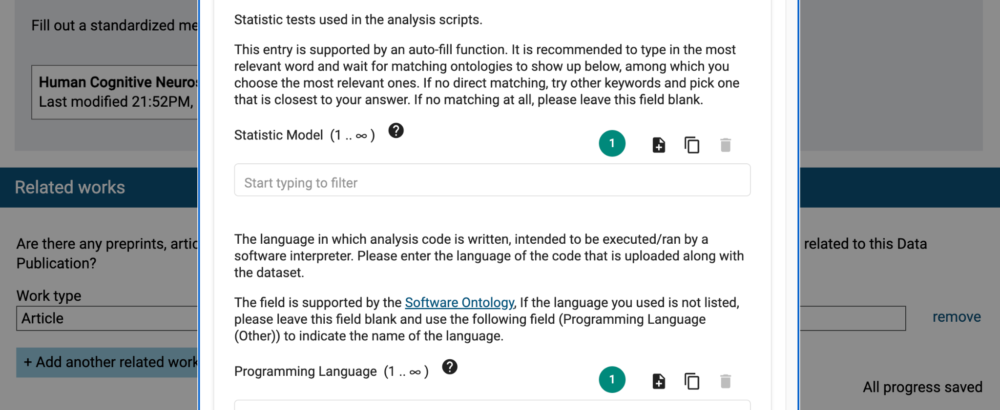 Fill out a standardized me
Human Cognitive Neuros
Last modified 21:52PM,
Related works
Are there any preprints, artic
Publication?
Work type
Article
+ Add another related work
Statistic tests used in the analysis scripts.
This entry is supported by an auto-fill function. It is recommended to type in the most
relevant word and wait for matching ontologies to show up below, among which you
choose the most relevant ones. If no direct matching, try other keywords and pick one
that is closest to your answer. If no matching at all, please leave this field blank.
Statistic Model (1 .. ∞ ) ?
1
Start typing to filter
The language in which analysis code is written, intended to be executed/ran by a
software interpreter. Please enter the language of the code that is uploaded along with
the dataset.
The field is supported by the Software Ontology, If the language you used is not listed,
please leave this field blank and use the following field (Programming Language
(Other)) to indicate the name of the language.
Programming Language (1 .. ∞ ) ?
1
related to this Data
remove
All progress saved